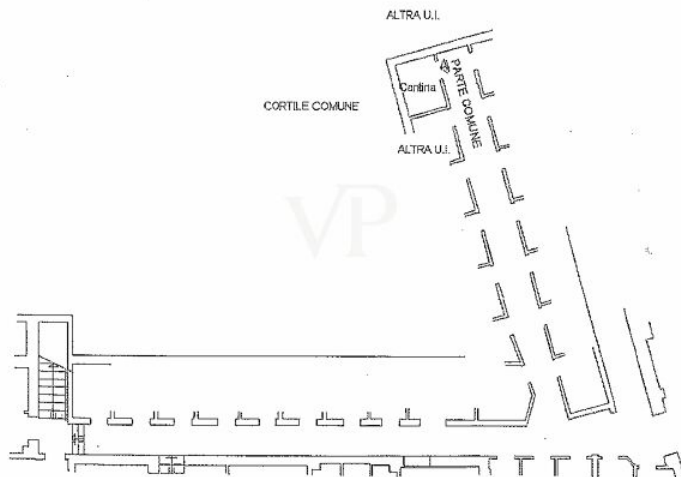 ALTRA U.I.
Cantina
PARTE COMUNE
CORTILE COMUNE
ALTRA U.I.
VP